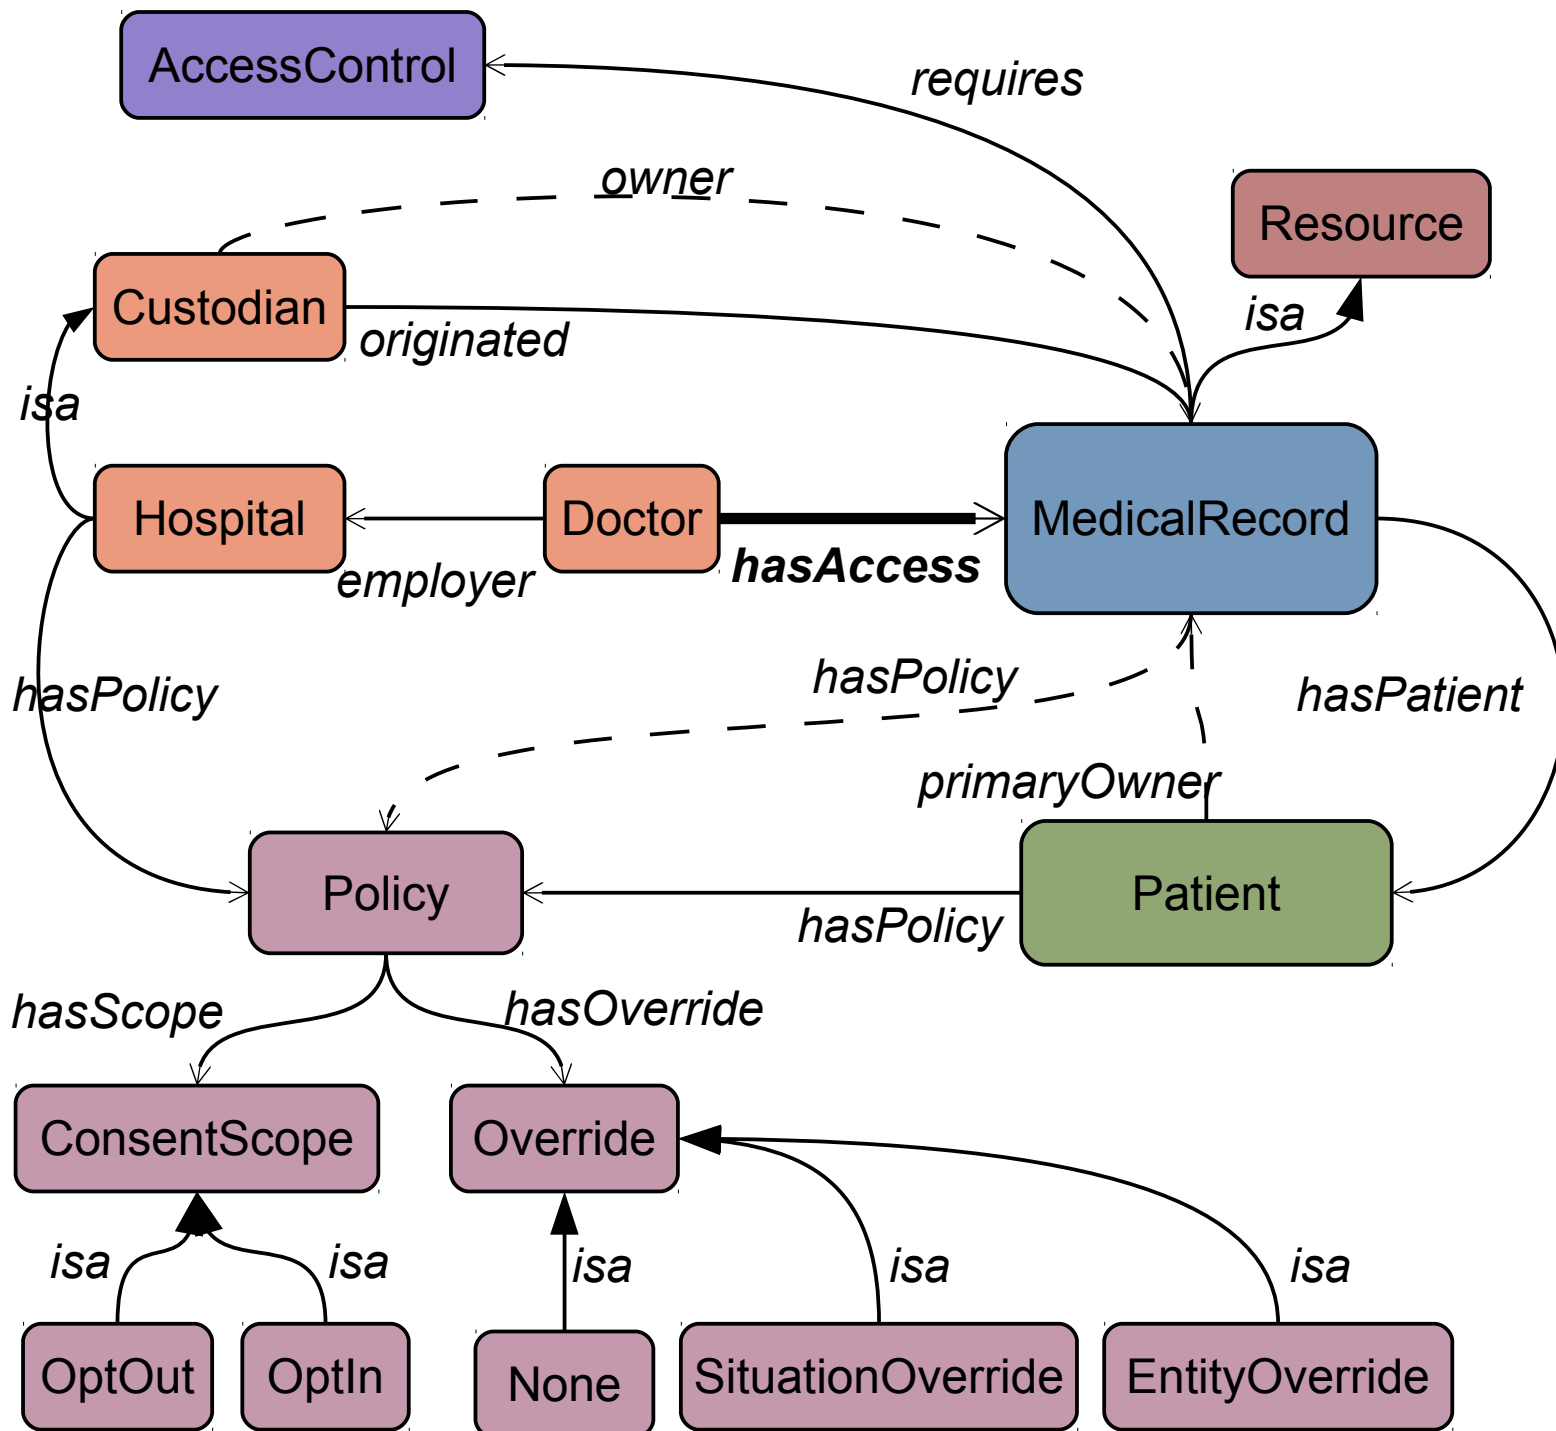 AccessControl
requires
owner
Resource
Custodian
originated
isa
isa
Hospital
Doctor
MedicalRecord
employer
hasAccess
hasPolicy
hasPolicy
hasPatient
primaryOwner
Policy
Patient
hasPolicy
hasScope
hasOverride
ConsentScope
Override
isa
isa
isa
isa
isa
OptOut
OptIn
None
SituationOverride
EntityOverride